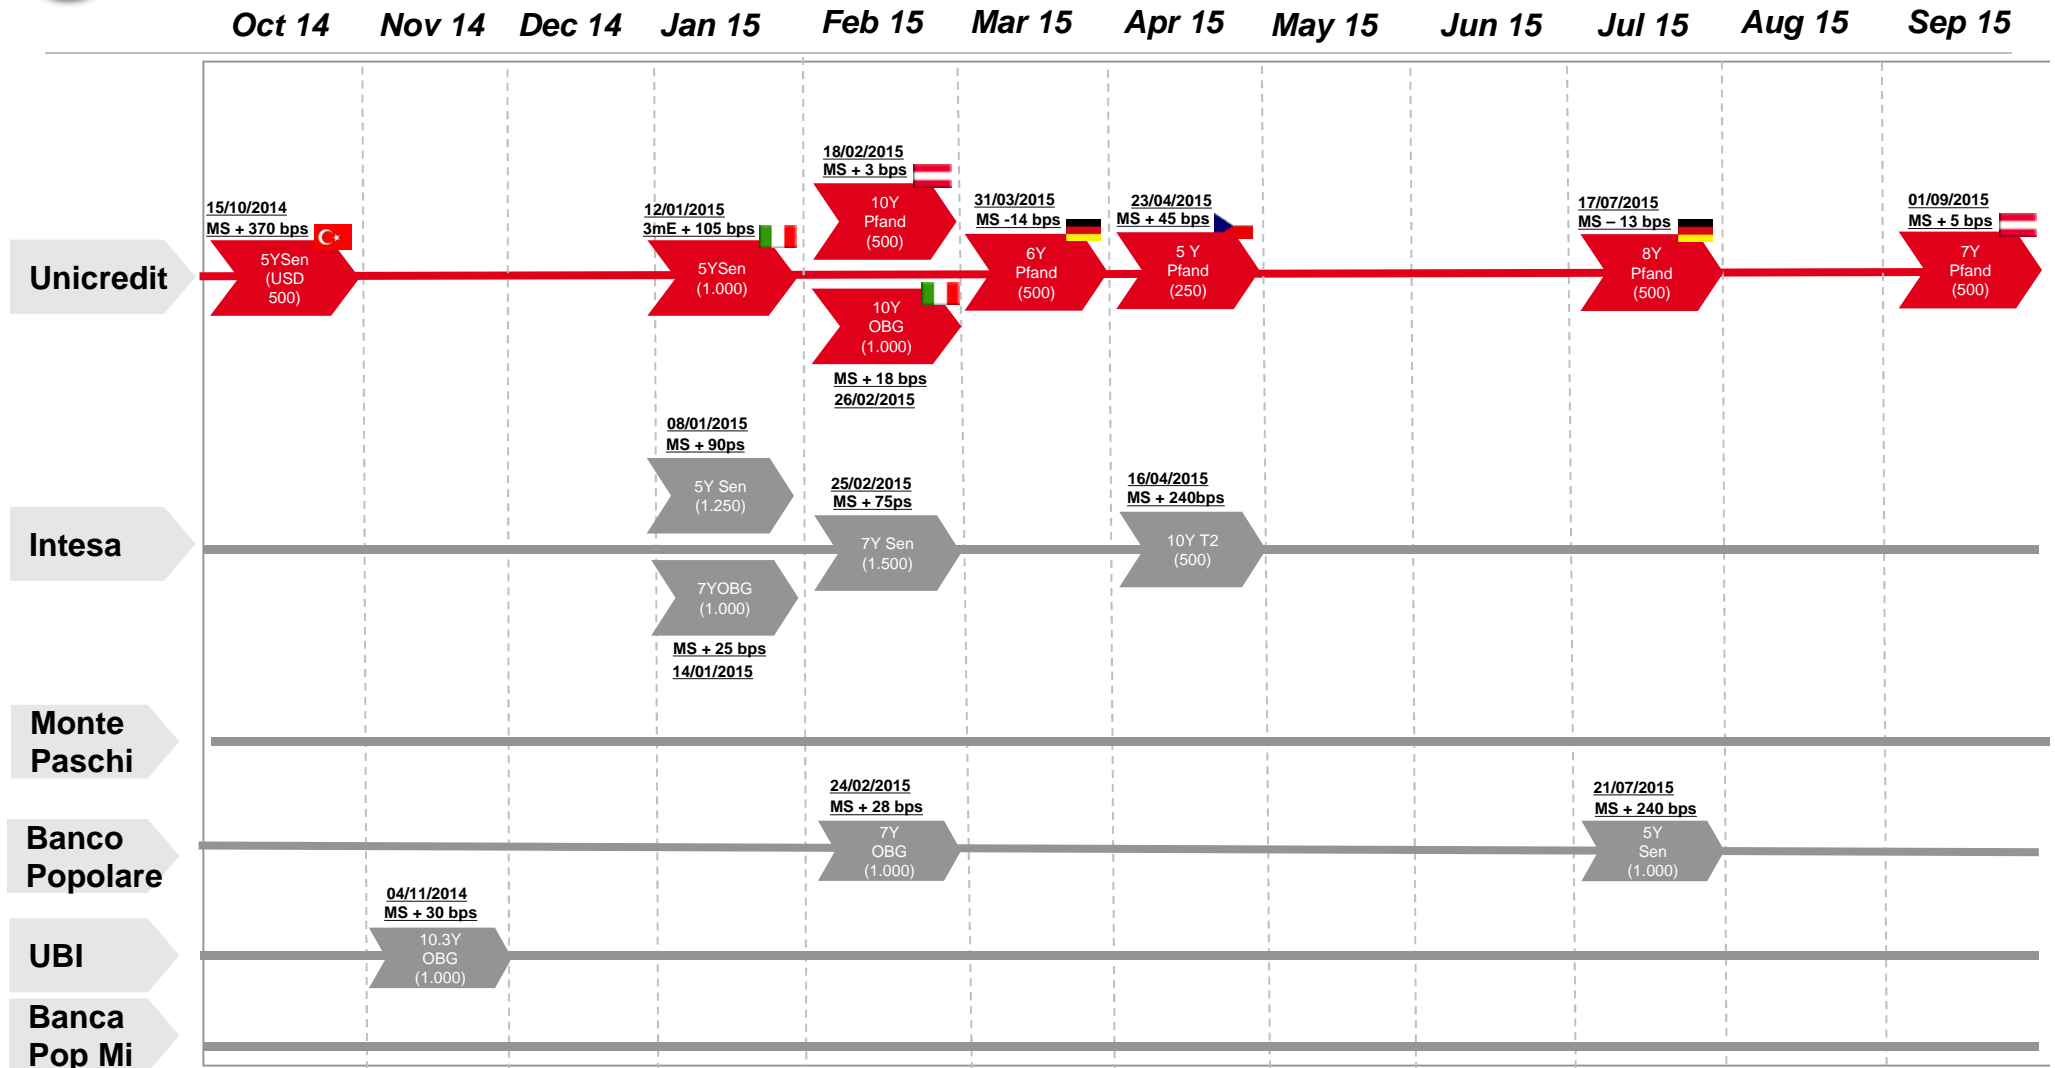 Oct 14 Nov 14 Dec 14 Jan 15 Feb 15 Mar 15 Apr 15 May 15 Jun 15 Jul 15 Aug 15 Sep 15
Unicredit
15/10/2014
MS + 370 bps
5YSen
(USD
500)
12/01/2015
3mE + 105 bps
5YSen
(1.000)
18/02/2015
MS + 3 bps
10Y
Pfand
(500)
10Y
OBG
(1.000)
MS + 18 bps
26/02/2015
31/03/2015
MS -14 bps
6Y
Pfand
(500)
23/04/2015
MS + 45 bps
5 Y
Pfand
(250)
17/07/2015
MS – 13 bps
8Y
Pfand
(500)
01/09/2015
MS + 5 bps
7Y
Pfand
(500)
Intesa
08/01/2015
MS + 90ps
5Y Sen
(1.250)
7YOBG
(1.000)
MS + 25 bps
14/01/2015
25/02/2015
MS + 75ps
7Y Sen
(1.500)
16/04/2015
MS + 240bps
10Y T2
(500)
Monte
Paschi
Banco
Popolare
24/02/2015
MS + 28 bps
7Y
OBG
(1.000)
21/07/2015
MS + 240 bps
5Y
Sen
(1.000)
UBI
04/11/2014
MS + 30 bps
10.3Y
OBG
(1.000)
Banca
Pop Mi